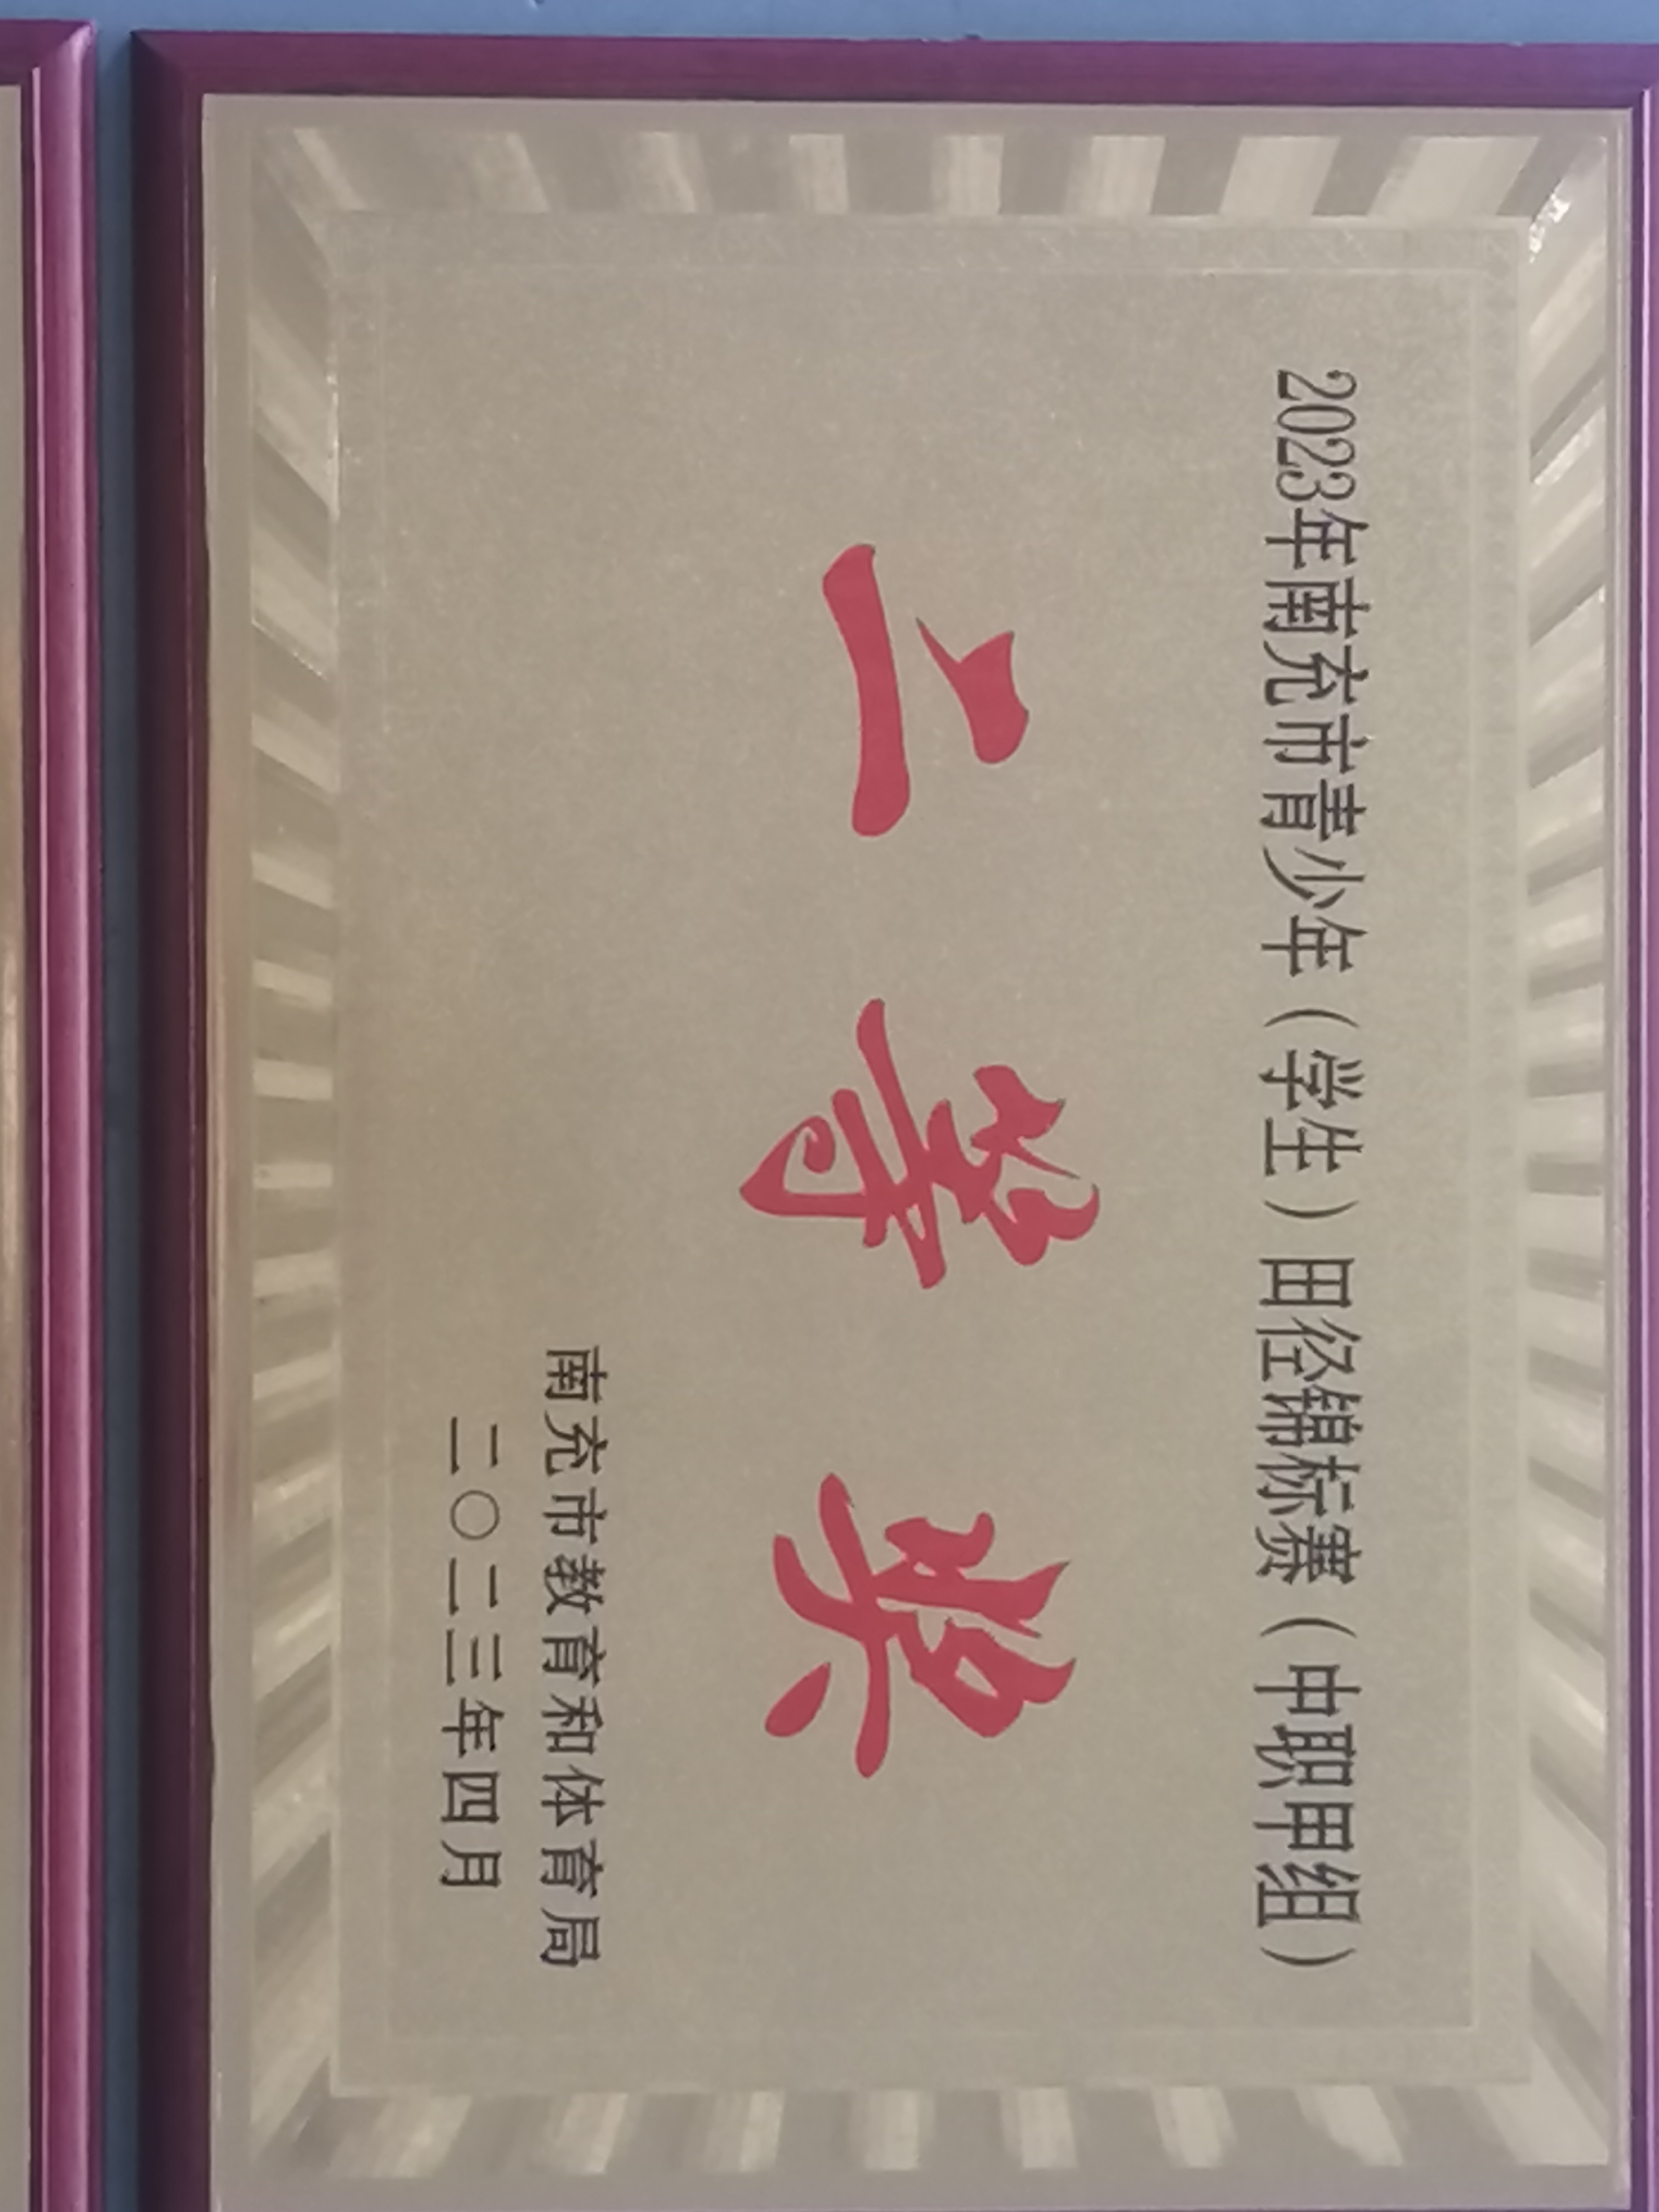 2023年南充市青少年（学生）田径锦标赛（中职甲组）
二等奖
南充市教育和体育局
二〇二三年四月